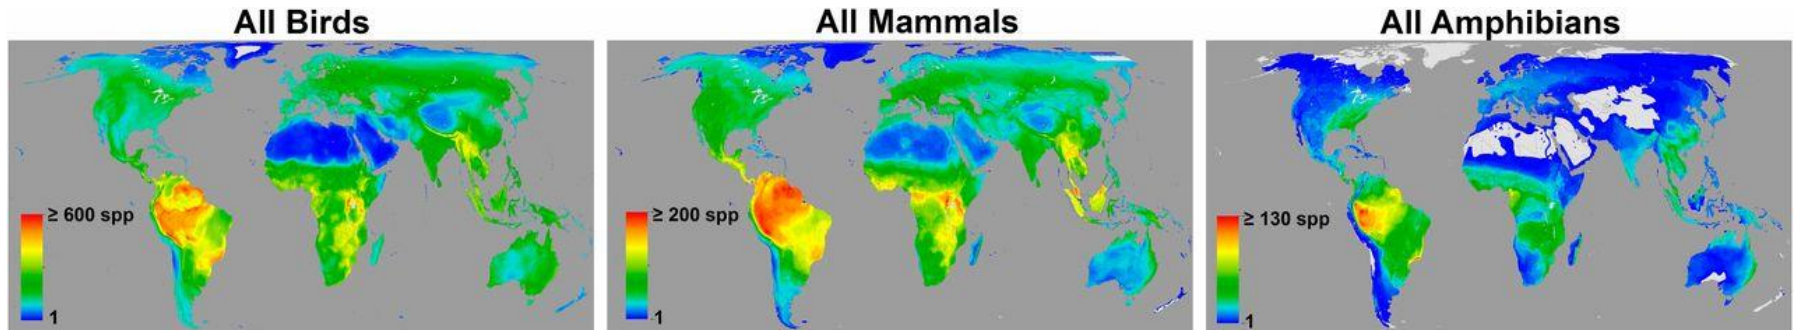 All Birds
All Mammals
All Amphibians
≥ 600 spp
1
≥ 200 spp
1
≥ 130 spp
1